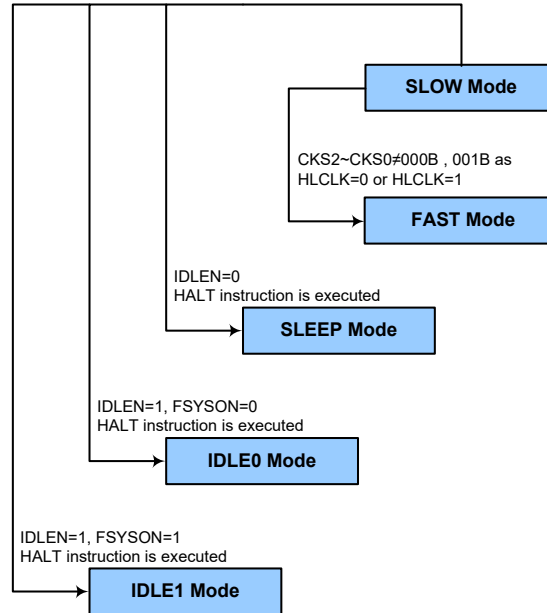 SLOW Mode
CKS2~CKS0≠000B , 001B as
HLCLK=0 or HLCLK=1
FAST Mode
IDLEN=0
HALT instruction is executed
SLEEP Mode
IDLEN=1, FSYSON=0
HALT instruction is executed
IDLE0 Mode
IDLEN=1, FSYSON=1
HALT instruction is executed
IDLE1 Mode